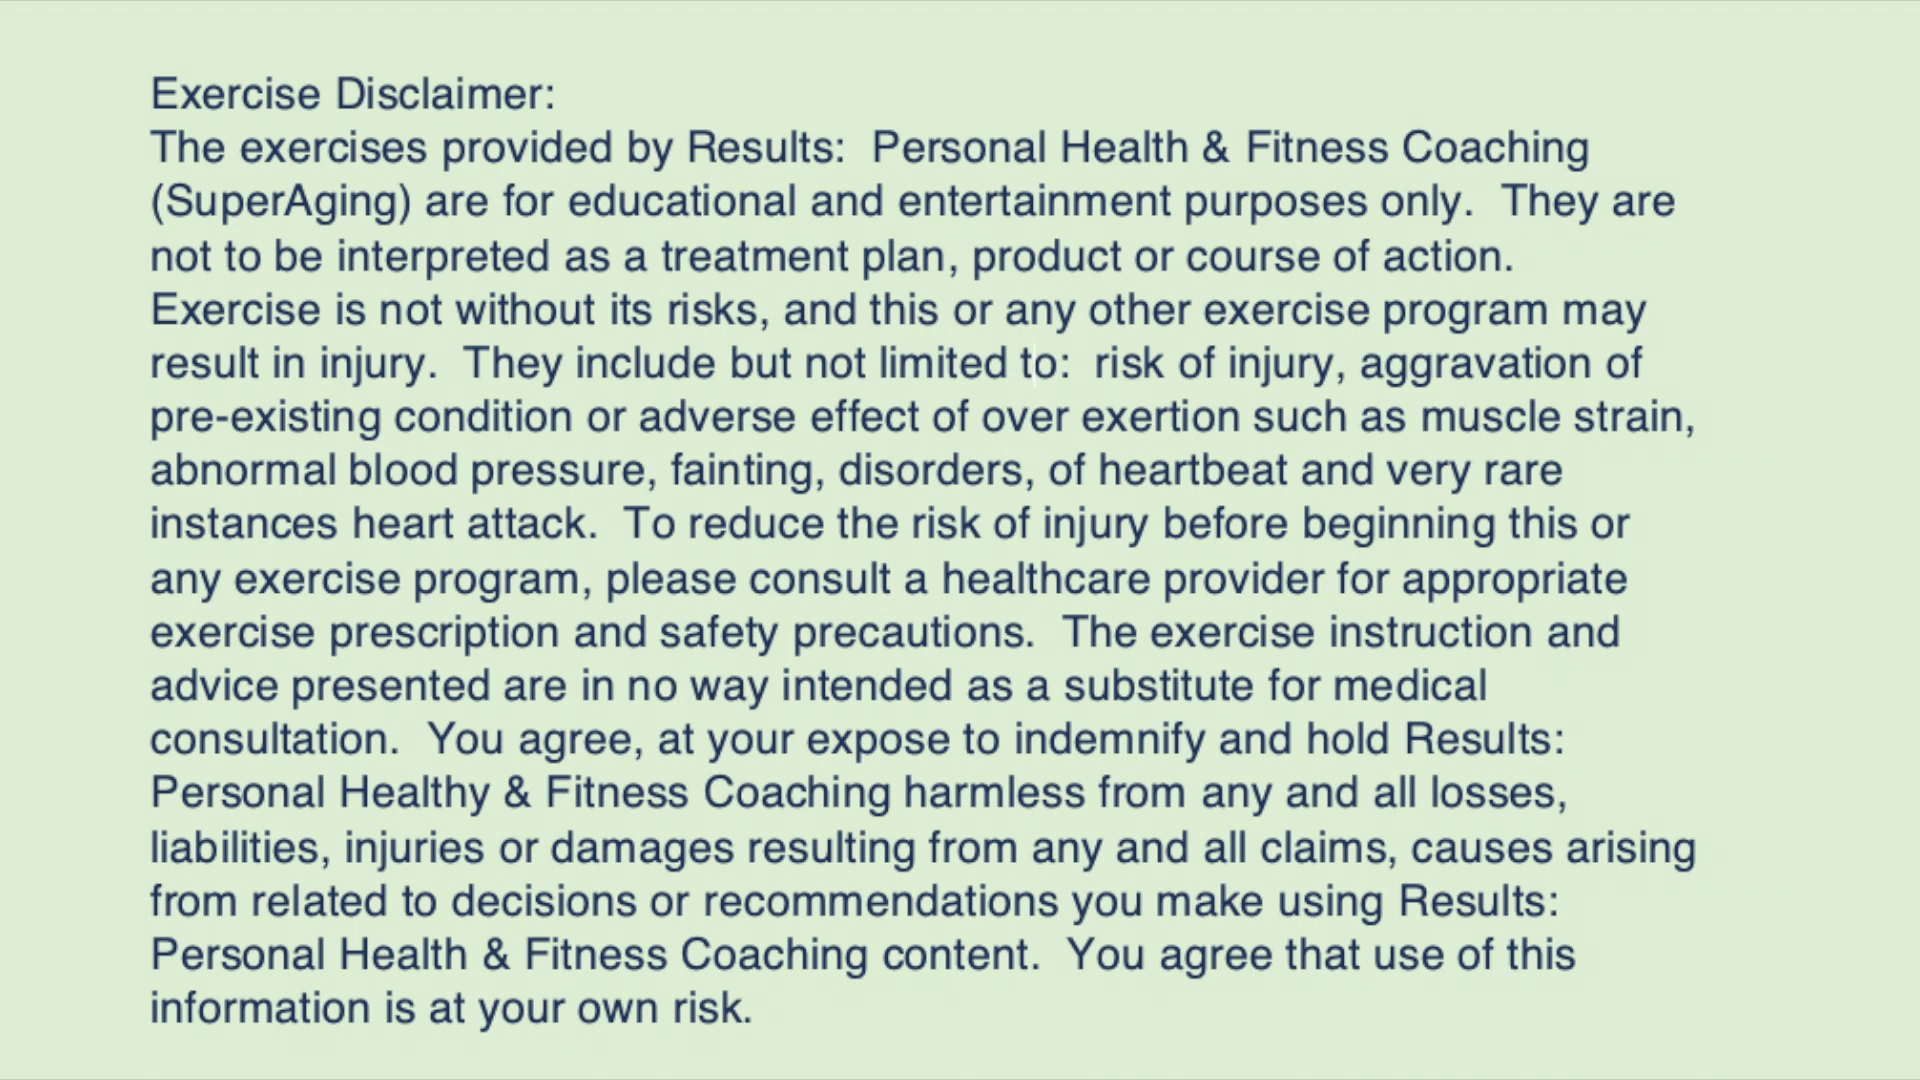 Exercise Disclaimer:
The exercises provided by Results:  Personal Health & Fitness Coaching
(SuperAging) are for educational and entertainment purposes only.  They are
not to be interpreted as a treatment plan, product or course of action.
Exercise is not without its risks, and this or any other exercise program may
result in injury.  They include but not limited to:  risk of injury, aggravation of
pre-existing condition or adverse effect of over exertion such as muscle strain,
abnormal blood pressure, fainting, disorders, of heartbeat and very rare
instances heart attack.  To reduce the risk of injury before beginning this or
any exercise program, please consult a healthcare provider for appropriate
exercise prescription and safety precautions.  The exercise instruction and
advice presented are in no way intended as a substitute for medical
consultation.  You agree, at your expose to indemnify and hold Results:
Personal Healthy & Fitness Coaching harmless from any and all losses,
liabilities, injuries or damages resulting from any and all claims, causes arising
from related to decisions or recommendations you make using Results:
Personal Health & Fitness Coaching content.  You agree that use of this
information is at your own risk.